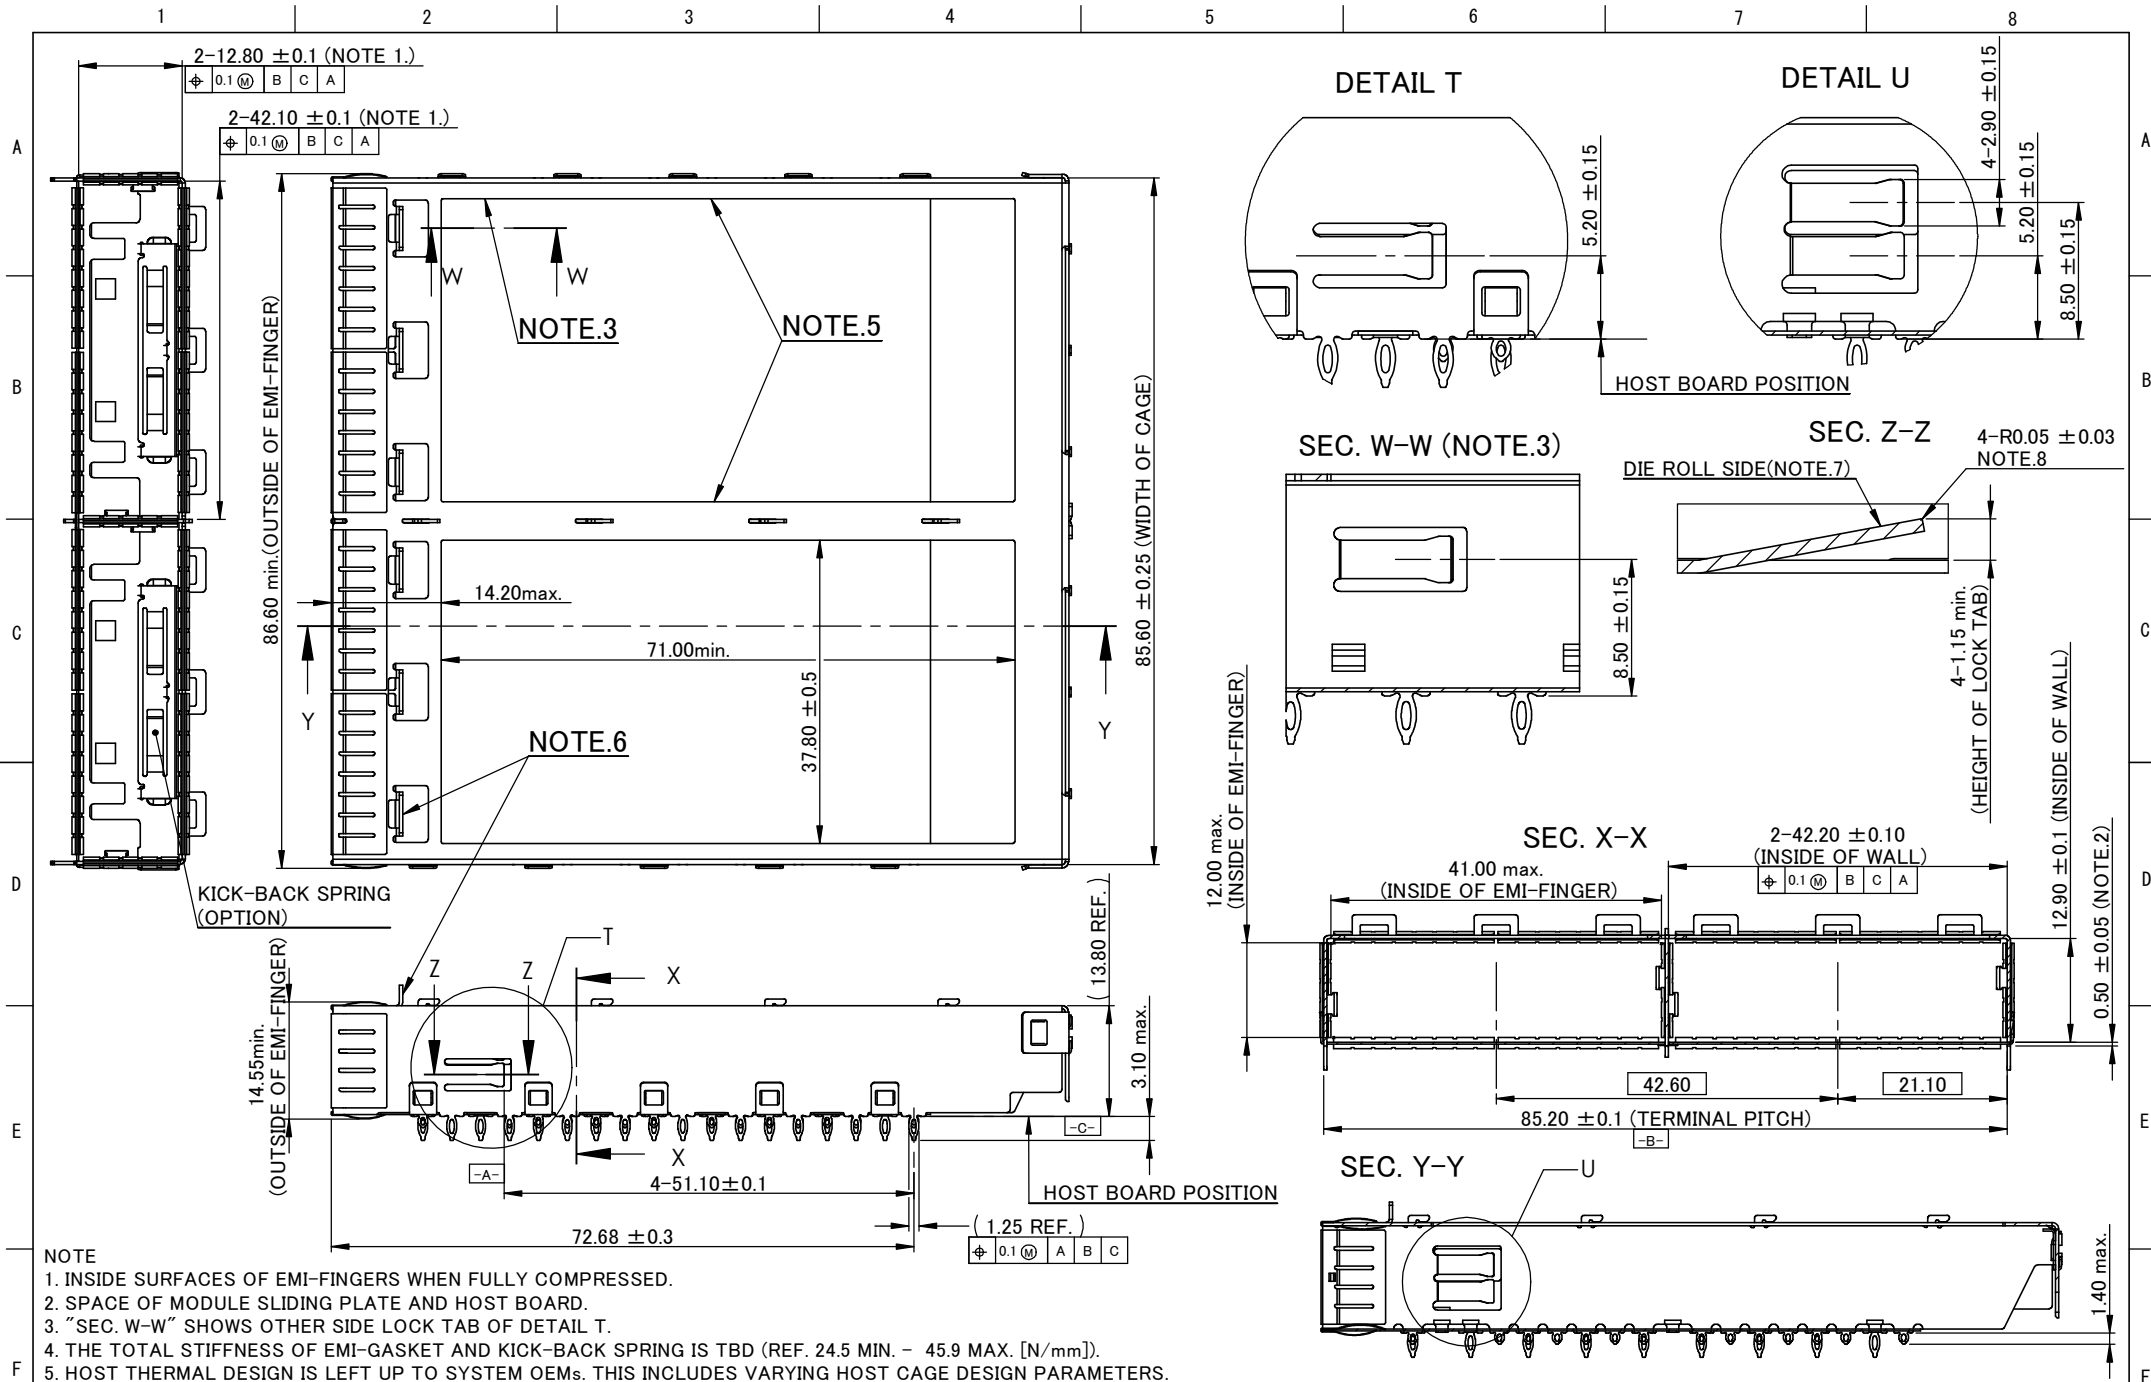 1 2 3 4 5 6 7 8
A
B
C
D
E
F
A
B
C
D
E
F
2-12.80 ±0.1 (NOTE 1.)
⌖ 0.1 Ⓜ B C A
2-42.10 ±0.1 (NOTE 1.)
⌖ 0.1 Ⓜ B C A
86.60 min.(OUTSIDE OF EMI-FINGER)
W W
NOTE.3
NOTE.5
14.20max.
71.00min.
37.80 ±0.5
Y Y
NOTE.6
85.60 ±0.25 (WIDTH OF CAGE)
KICK-BACK SPRING
(OPTION)
DETAIL T
5.20 ±0.15
HOST BOARD POSITION
DETAIL U
4-2.90 ±0.15
5.20 ±0.15
8.50 ±0.15
SEC. W-W (NOTE.3)
8.50 ±0.15
SEC. Z-Z
DIE ROLL SIDE(NOTE.7)
4-R0.05 ±0.03
NOTE.8
4-1.15 min.
(HEIGHT OF LOCK TAB)
SEC. X-X
12.00 max.
(INSIDE OF EMI-FINGER)
41.00 max.
(INSIDE OF EMI-FINGER)
2-42.20 ±0.10
(INSIDE OF WALL)
⌖ 0.1 Ⓜ B C A
12.90 ±0.1 (INSIDE OF WALL)
0.50 ±0.05 (NOTE.2)
42.60
21.10
85.20 ±0.1 (TERMINAL PITCH)
-B-
14.55min.
(OUTSIDE OF EMI-FINGER)
Z Z
T
X
X
(13.80 REF.)
3.10 max.
-C-
-A-
4-51.10±0.1
HOST BOARD POSITION
72.68 ±0.3
(1.25 REF.)
⌖ 0.1 Ⓜ A B C
SEC. Y-Y
U
1.40 max.
NOTE
1. INSIDE SURFACES OF EMI-FINGERS WHEN FULLY COMPRESSED.
2. SPACE OF MODULE SLIDING PLATE AND HOST BOARD.
3. "SEC. W-W" SHOWS OTHER SIDE LOCK TAB OF DETAIL T.
4. THE TOTAL STIFFNESS OF EMI-GASKET AND KICK-BACK SPRING IS TBD (REF. 24.5 MIN. - 45.9 MAX. [N/mm]).
5. HOST THERMAL DESIGN IS LEFT UP TO SYSTEM OEMs. THIS INCLUDES VARYING HOST CAGE DESIGN PARAMETERS.